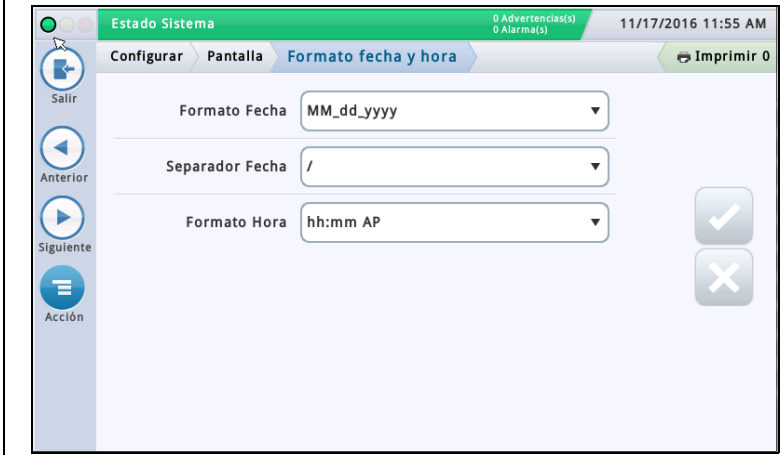 Estado Sistema
0 Advertencias(s)
0 Alarma(s)
11/17/2016 11:55 AM
Configurar
Pantalla
Formato fecha y hora
Imprimir 0
Salir
Anterior
Siguiente
Acción
Formato Fecha
MM_dd_yyyy
Separador Fecha
/
Formato Hora
hh:mm AP